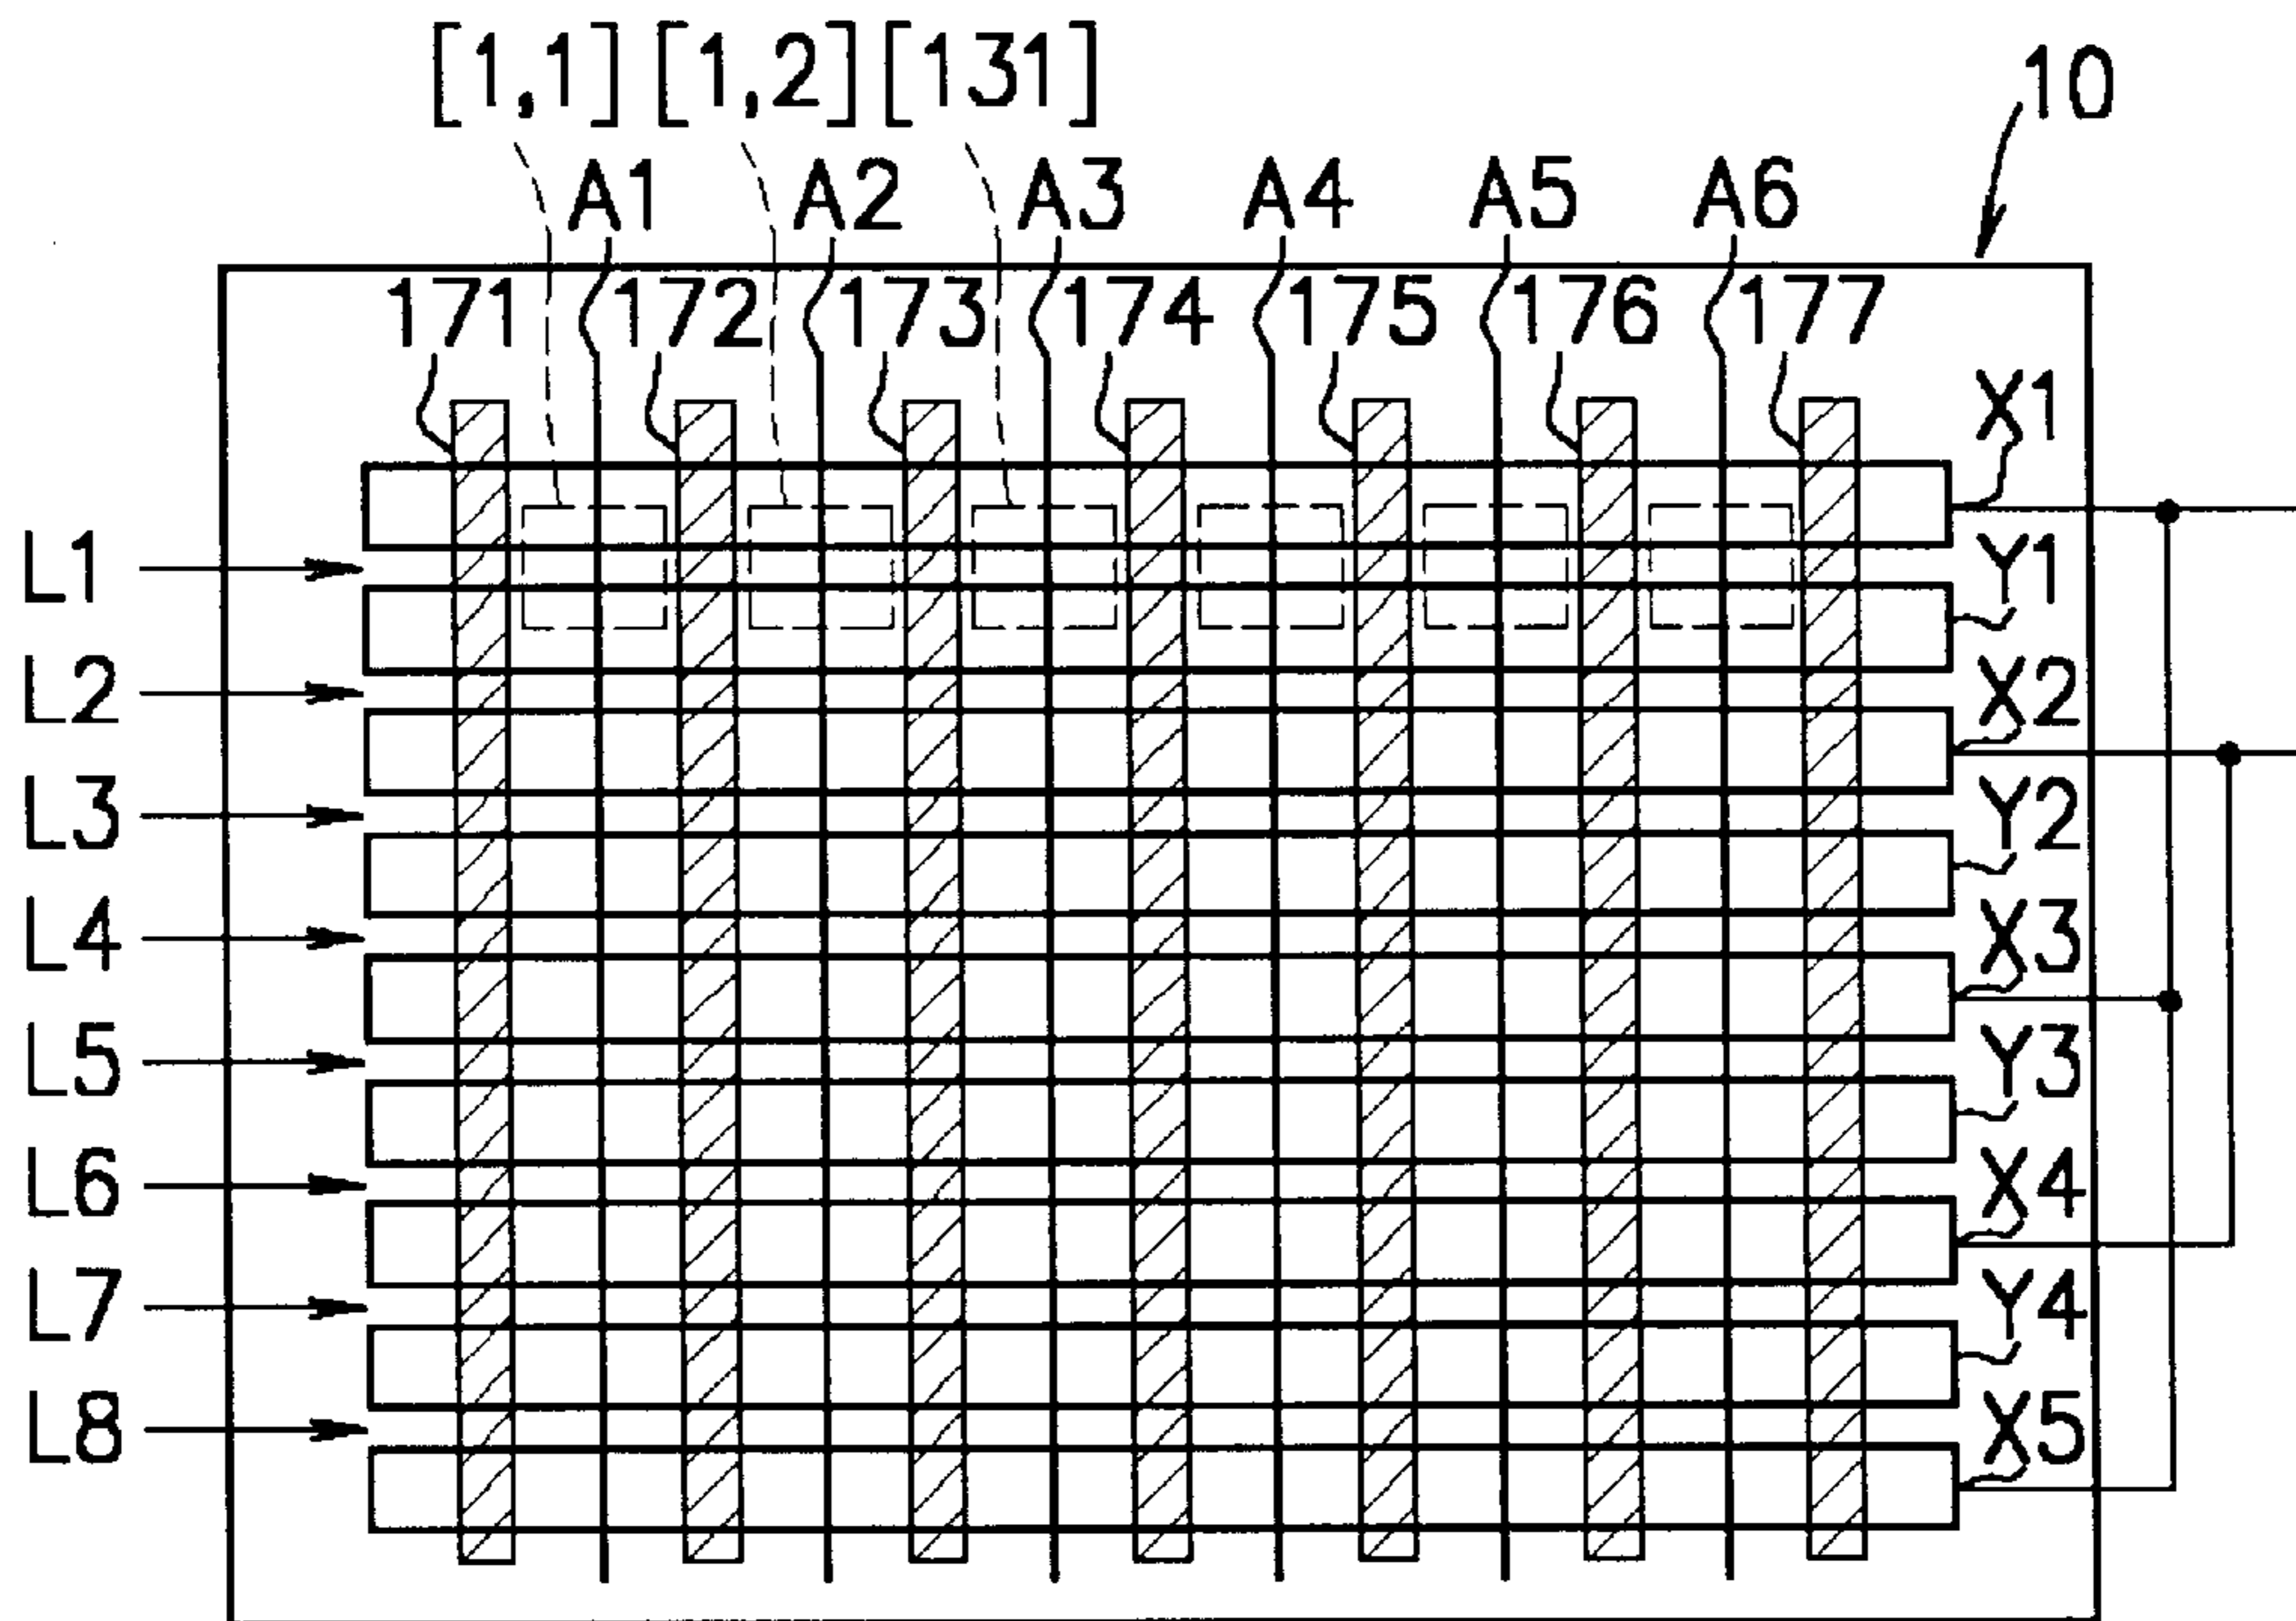 [1,1] [1,2] [131]
10
A1 A2 A3 A4 A5 A6
171 172 173 174 175 176 177
X1
L1
Y1
L2
X2
L3
Y2
L4
X3
L5
Y3
L6
X4
L7
Y4
L8
X5